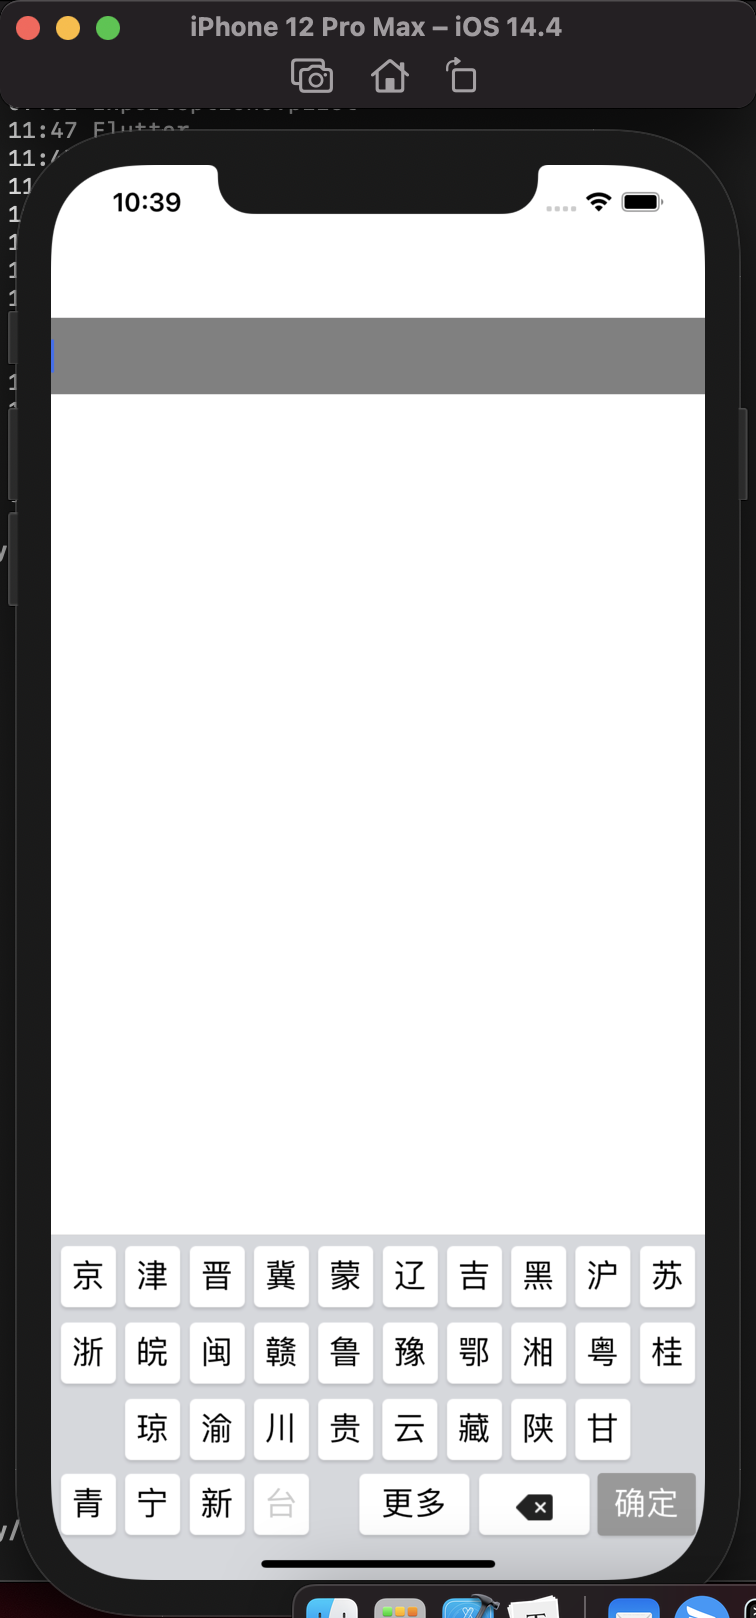 iPhone 12 Pro Max – iOS 14.4
11:47 Flutter
10:39
京 津 晋 冀 蒙 辽 吉 黑 沪 苏
浙 皖 闽 赣 鲁 豫 鄂 湘 粤 桂
琼 渝 川 贵 云 藏 陕 甘
青 宁 新 台 更多 确定